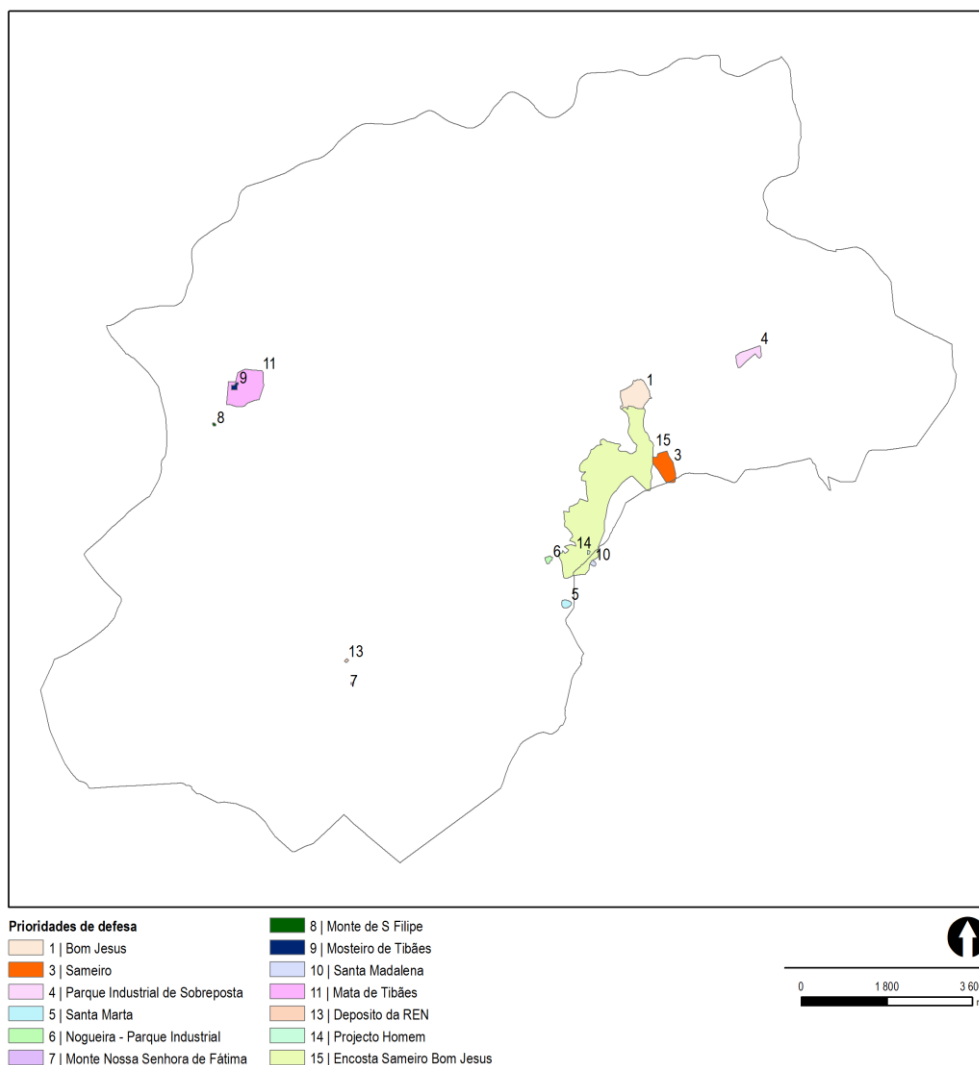 4
11
1
9
8
15
3
14
6
10
5
13
7
Prioridades de defesa
1 | Bom Jesus
3 | Sameiro
4 | Parque Industrial de Sobreposta
5 | Santa Marta
6 | Nogueira - Parque Industrial
7 | Monte Nossa Senhora de Fátima
8 | Monte de S Filipe
9 | Mosteiro de Tibães
10 | Santa Madalena
11 | Mata de Tibães
13 | Deposito da REN
14 | Projecto Homem
15 | Encosta Sameiro Bom Jesus
0 1 800 3 60